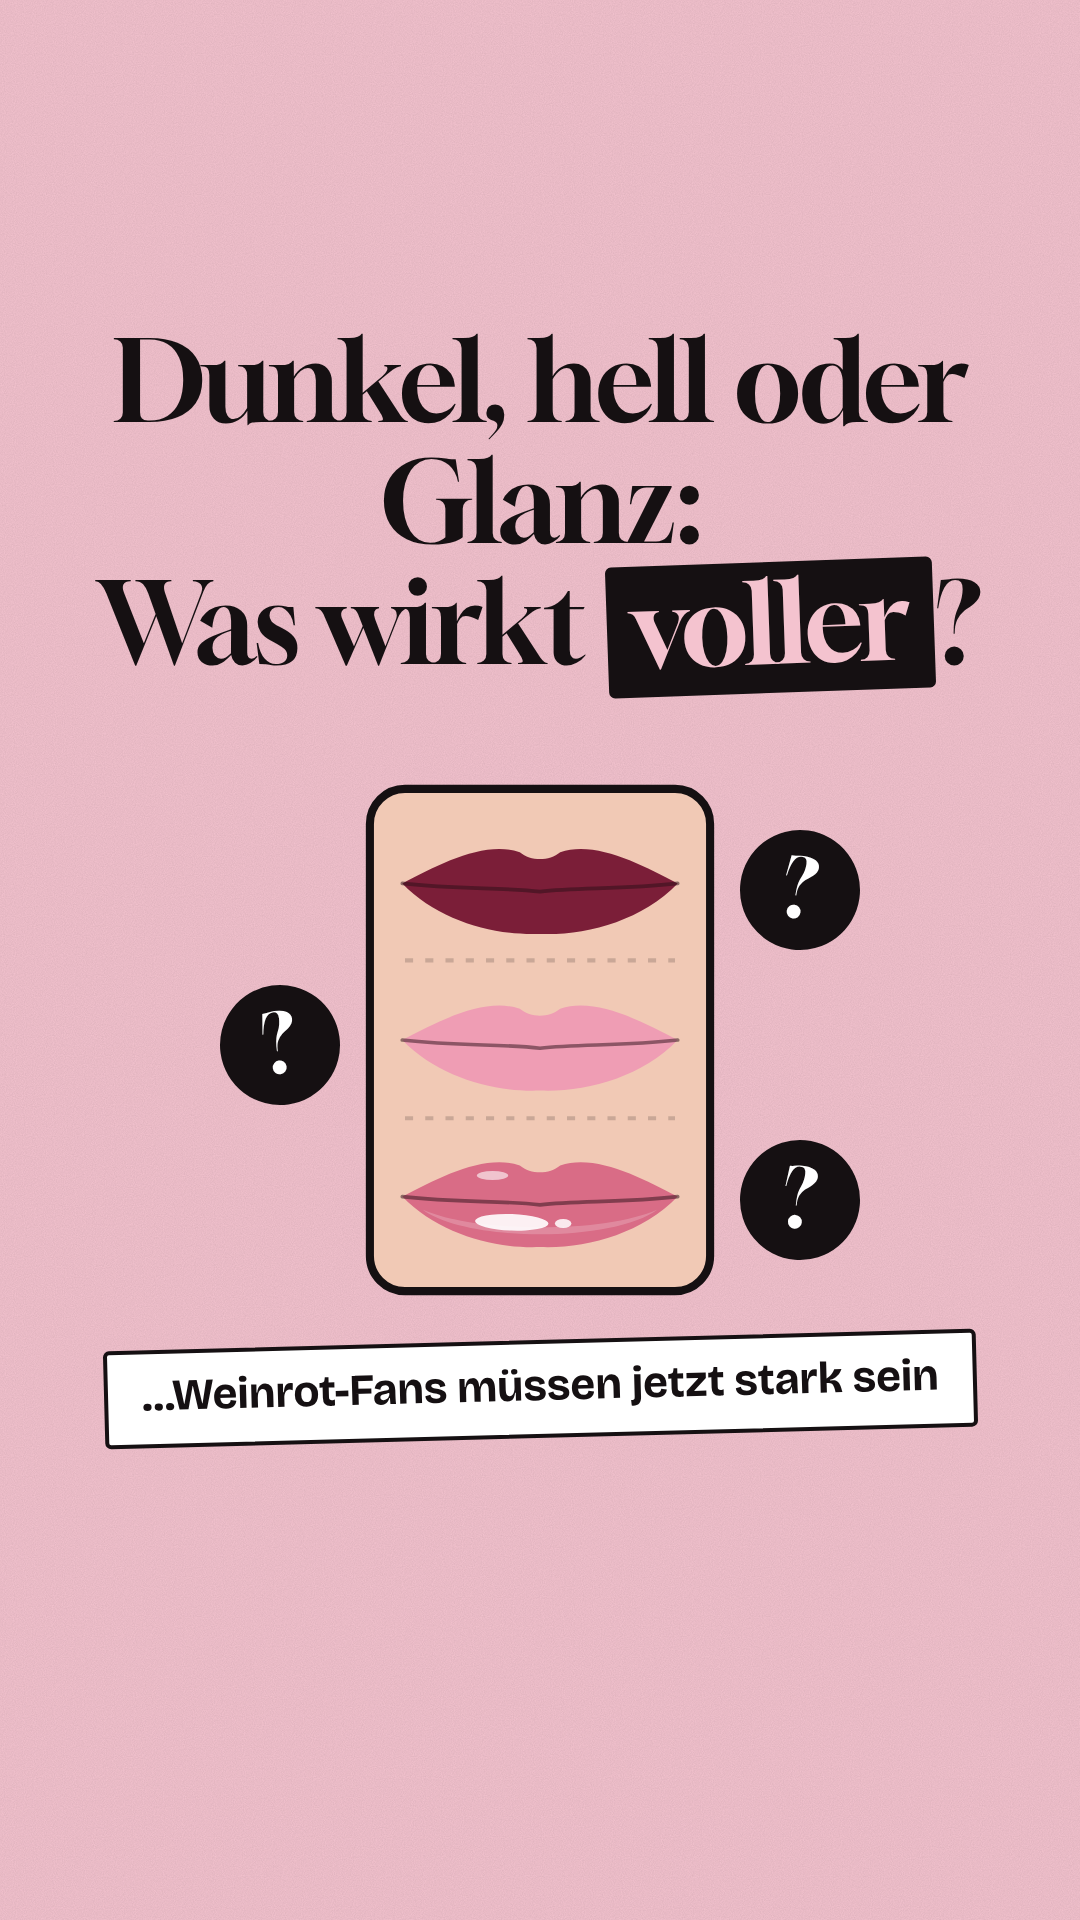 Dunkel, hell oder
Glanz:
Was wirkt voller?
?
?
?
...Weinrot-Fans müssen jetzt stark sein